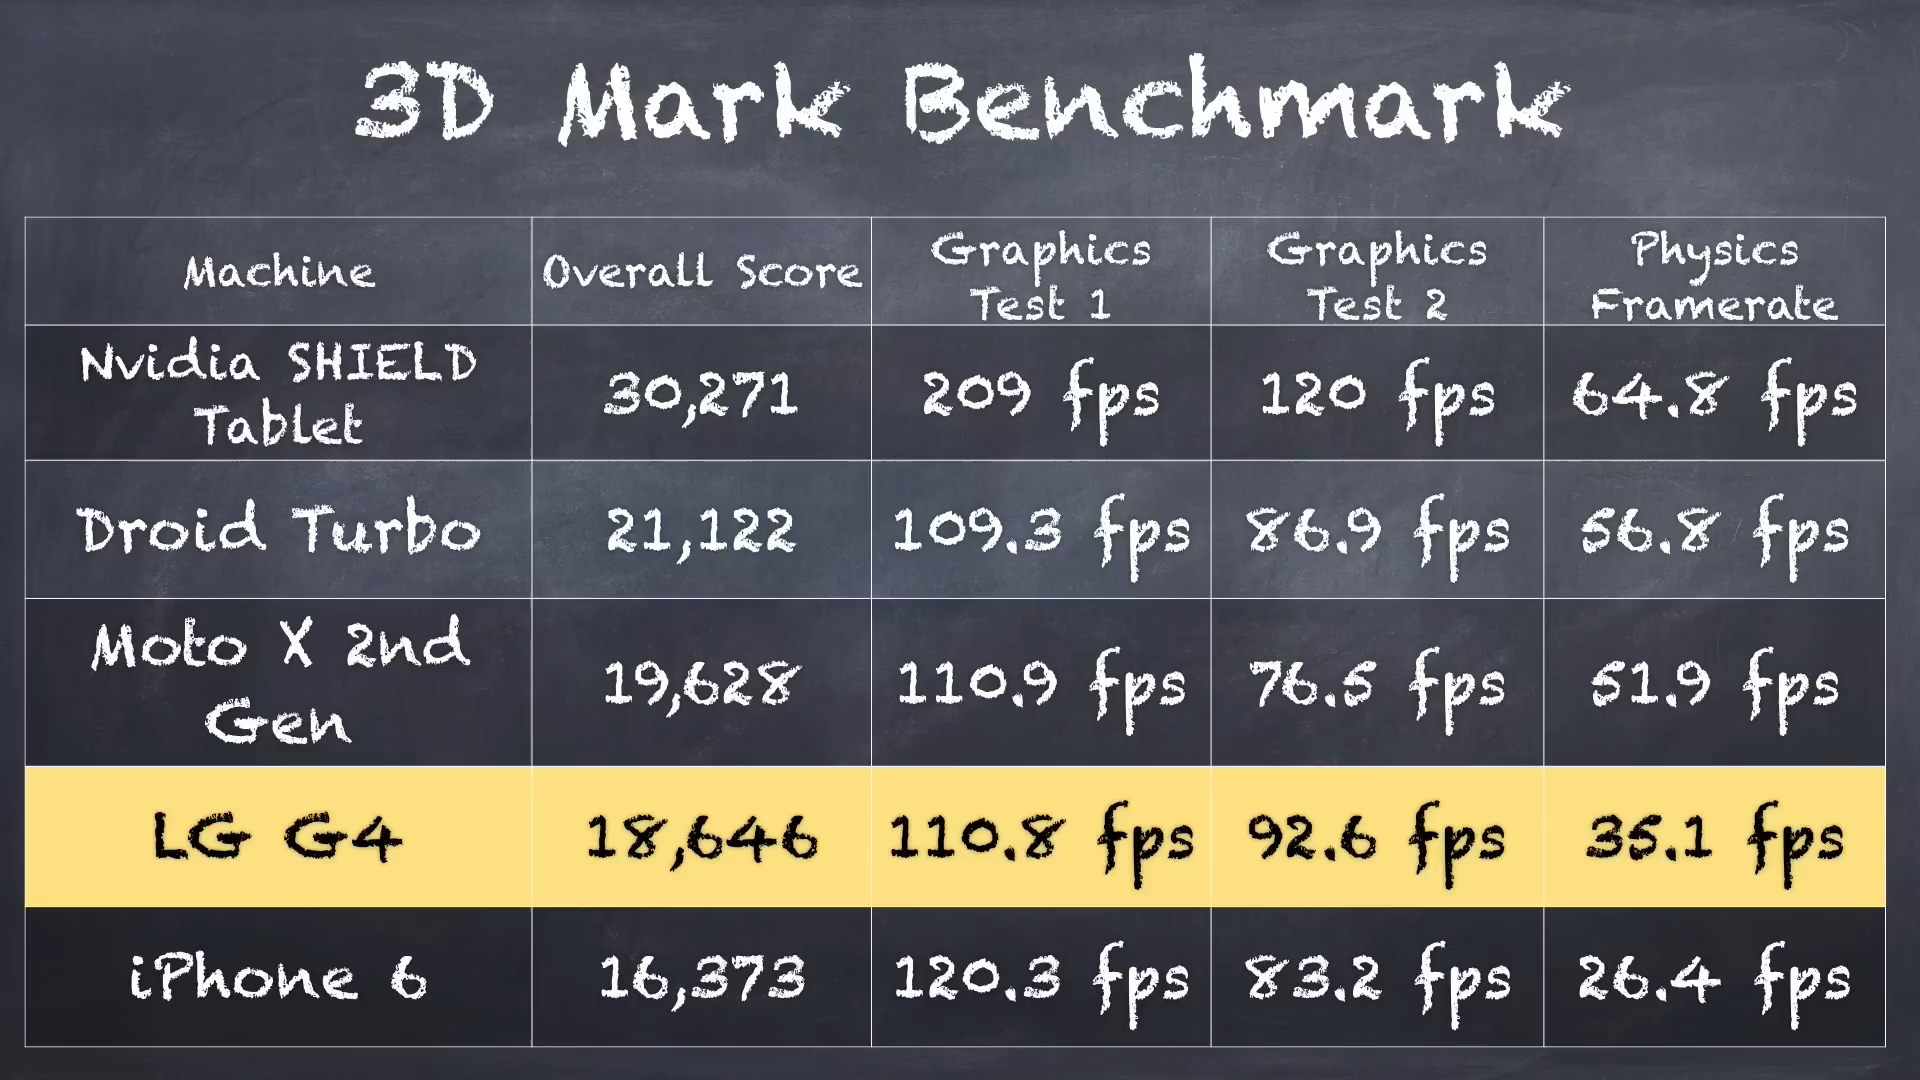 3D Mark Benchmark
Machine
Overall Score
Graphics
Test 1
Graphics
Test 2
Physics
Framerate
Nvidia SHIELD
Tablet
30,271
209 fps
120 fps
64.8 fps
Droid Turbo
21,122
109.3 fps
86.9 fps
56.8 fps
Moto X 2nd
Gen
19,628
110.9 fps
76.5 fps
51.9 fps
LG G4
18,646
110.8 fps
92.6 fps
35.1 fps
iPhone 6
16,373
120.3 fps
83.2 fps
26.4 fps